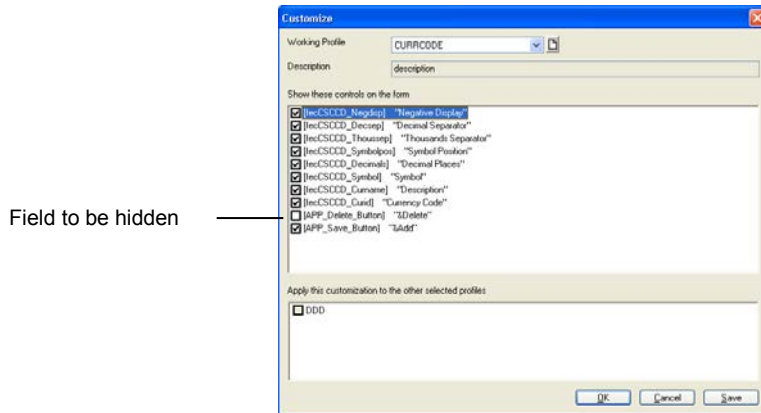 Customize
Working Profile
CURRCODE
Description
description
Show these controls on the form
[fecCSCCD_Negdisp] "Negative Display"
[fecCSCCD_Decsep] "Decimal Separator"
[fecCSCCD_Thoussep] "Thousands Separator"
[fecCSCCD_Symbolpos] "Symbol Position"
[fecCSCCD_Decimals] "Decimal Places"
[fecCSCCD_Symbol] "Symbol"
[fecCSCCD_Curname] "Description"
[fecCSCCD_Curid] "Currency Code"
Field to be hidden
[APP_Delete_Button] "&Delete"
[APP_Save_Button] "&Add"
Apply this customization to the other selected profiles
DDD
OK
Cancel
Save